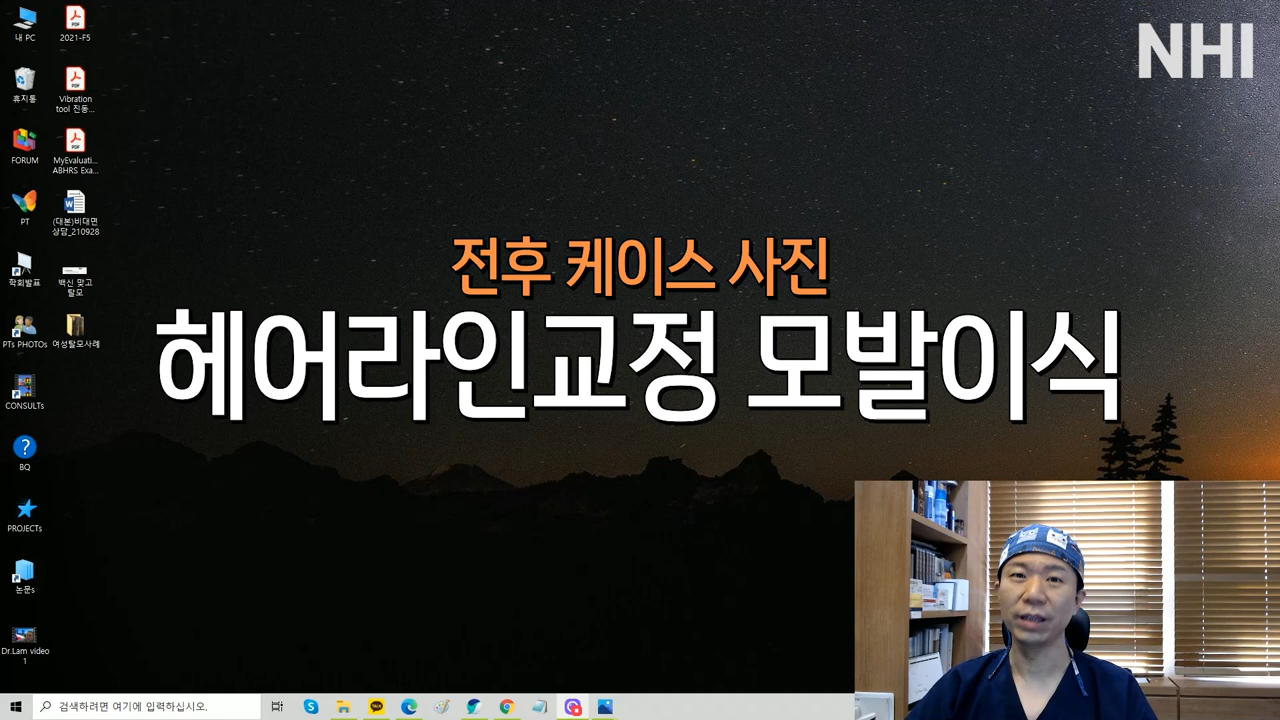 내 PC
2021-F5
NHI
휴지통
Vibration
tool 진동...
FORUM
MyEvaluati...
ABHRS Exa...
PT
(대본)비대면
상담_210928
전후 케이스 사진
헤어라인교정 모발이식
학회발표
백신 맞고
탈모
PTs PHOTOs
여성탈모사례
CONSULTs
BQ
PROJECTs
논문s
Dr.Lam video
1
검색하려면 여기에 입력하십시오.